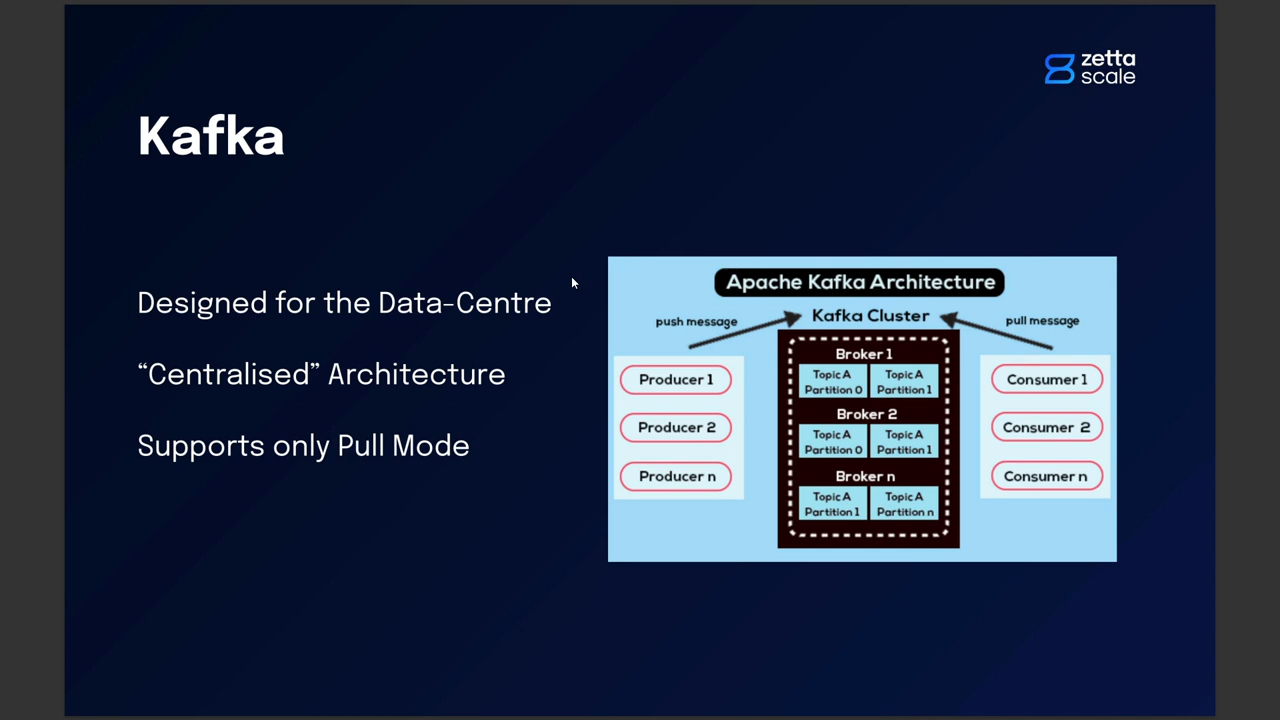 zetta
scale
Kafka
Designed for the Data-Centre
“Centralised” Architecture
Supports only Pull Mode
Apache Kafka Architecture
push message
Kafka Cluster
pull message
Producer 1
Producer 2
Producer n
Broker 1
Topic A
Partition 0
Topic A
Partition 1
Broker 2
Topic A
Partition 0
Topic A
Partition 1
Broker n
Topic A
Partition 1
Topic A
Partition n
Consumer 1
Consumer 2
Consumer n